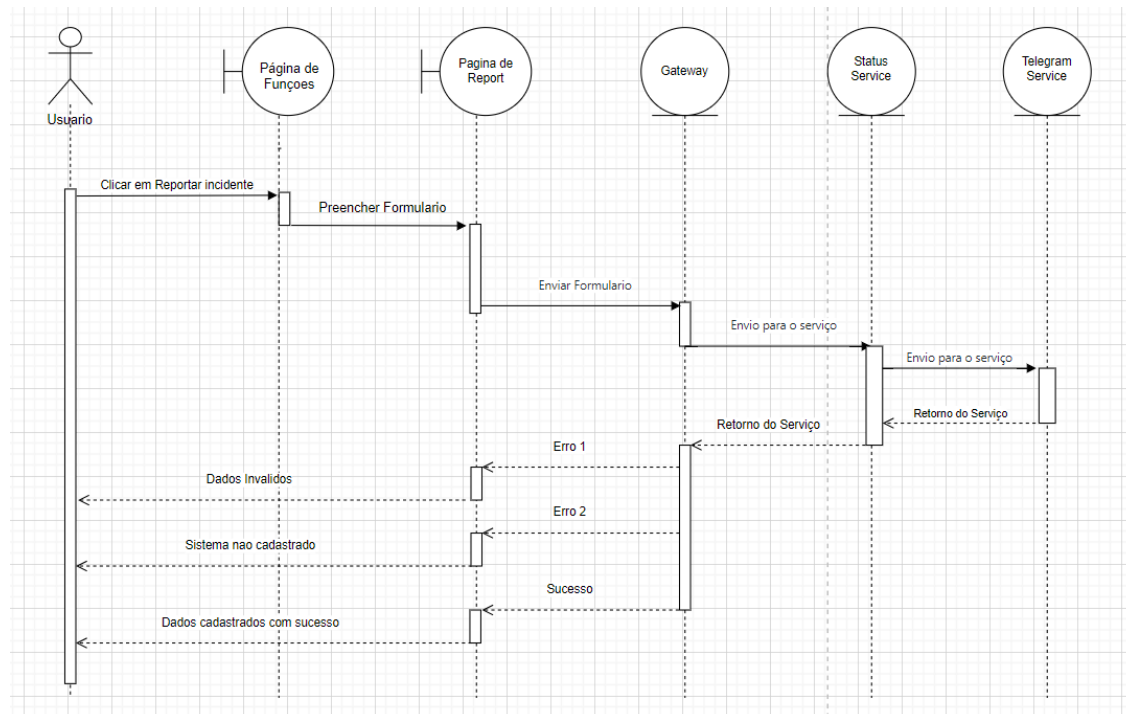 Usuario
Página de
Funçoes
Pagina de
Report
Gateway
Status
Service
Telegram
Service
Clicar em Reportar incidente
Preencher Formulario
Enviar Formulario
Envio para o serviço
Envio para o serviço
Retorno do Serviço
Retorno do Serviço
Erro 1
Dados Invalidos
Erro 2
Sistema nao cadastrado
Sucesso
Dados cadastrados com sucesso